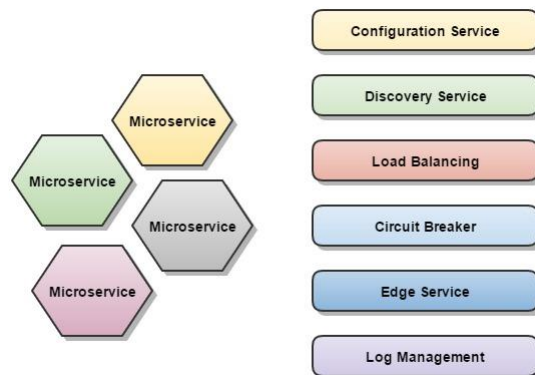 Microservice
Microservice
Microservice
Microservice
Configuration Service
Discovery Service
Load Balancing
Circuit Breaker
Edge Service
Log Management